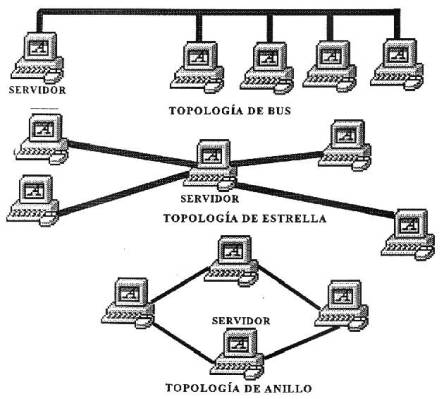 SERVIDOR
TOPOLOGÍA DE BUS
SERVIDOR
TOPOLOGÍA DE ESTRELLA
SERVIDOR
TOPOLOGÍA DE ANILLO